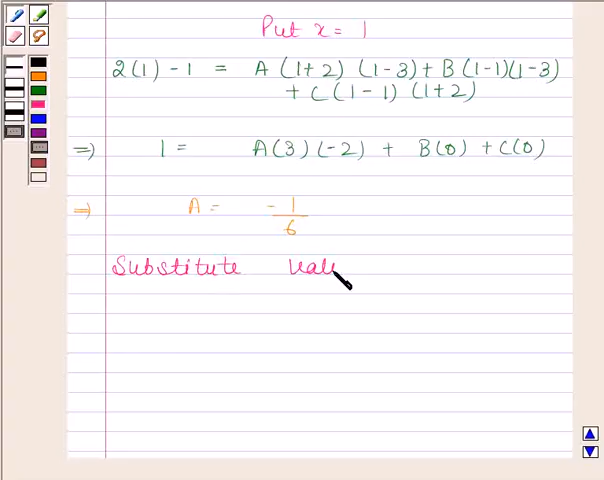 Put x = 1
2(1) - 1 = A (1+2) (1-3) + B (1-1)(1-3)
+ C (1-1) (1+2)
⇒ 1 = A(3)(-2) + B(0) + C(0)
⇒ A = - 1/6
Substitute valu